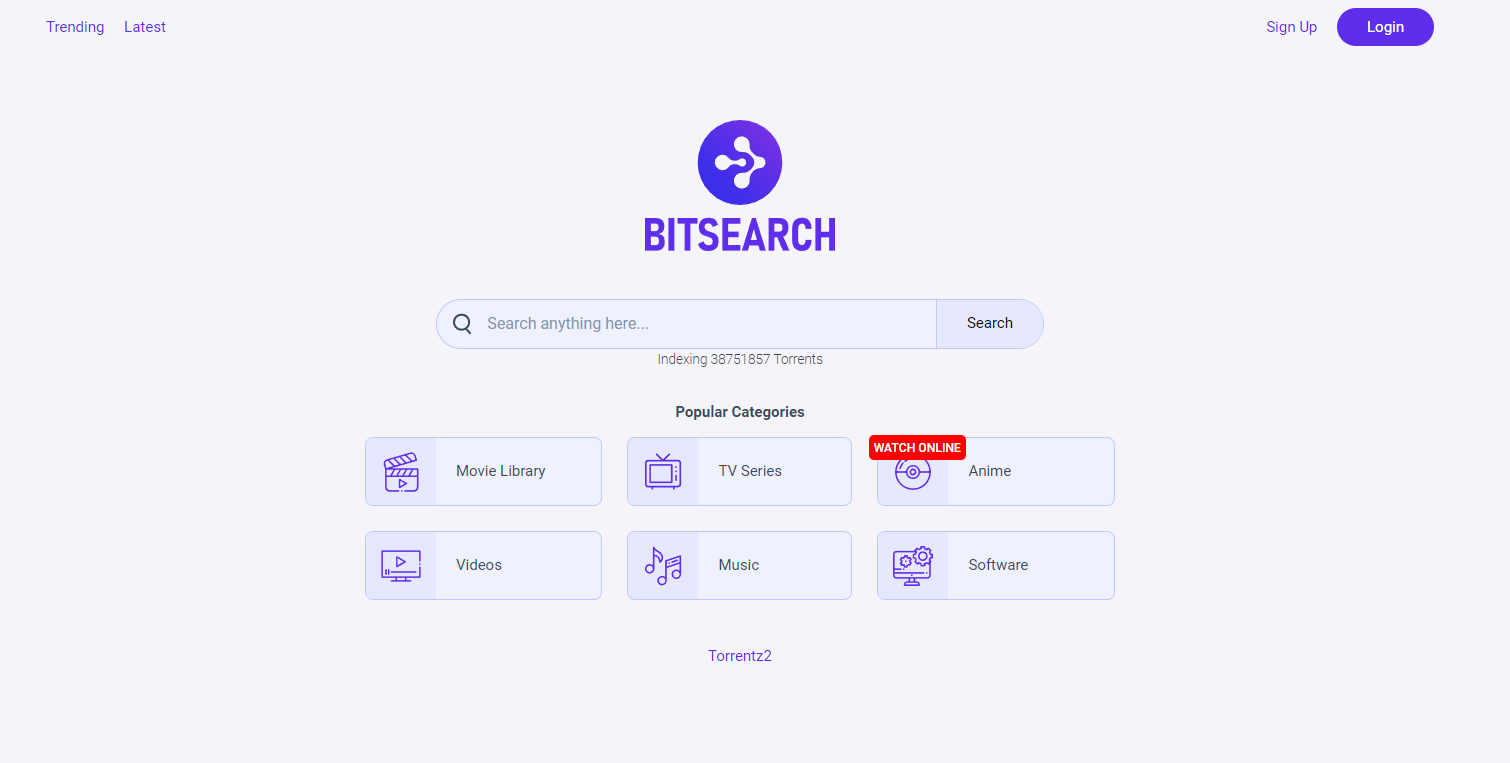 Trending Latest Sign Up Login
BITSEARCH
Search anything here... Search
Indexing 38751857 Torrents
Popular Categories
WATCH ONLINE
Movie Library TV Series Anime
Videos Music Software
Torrentz2